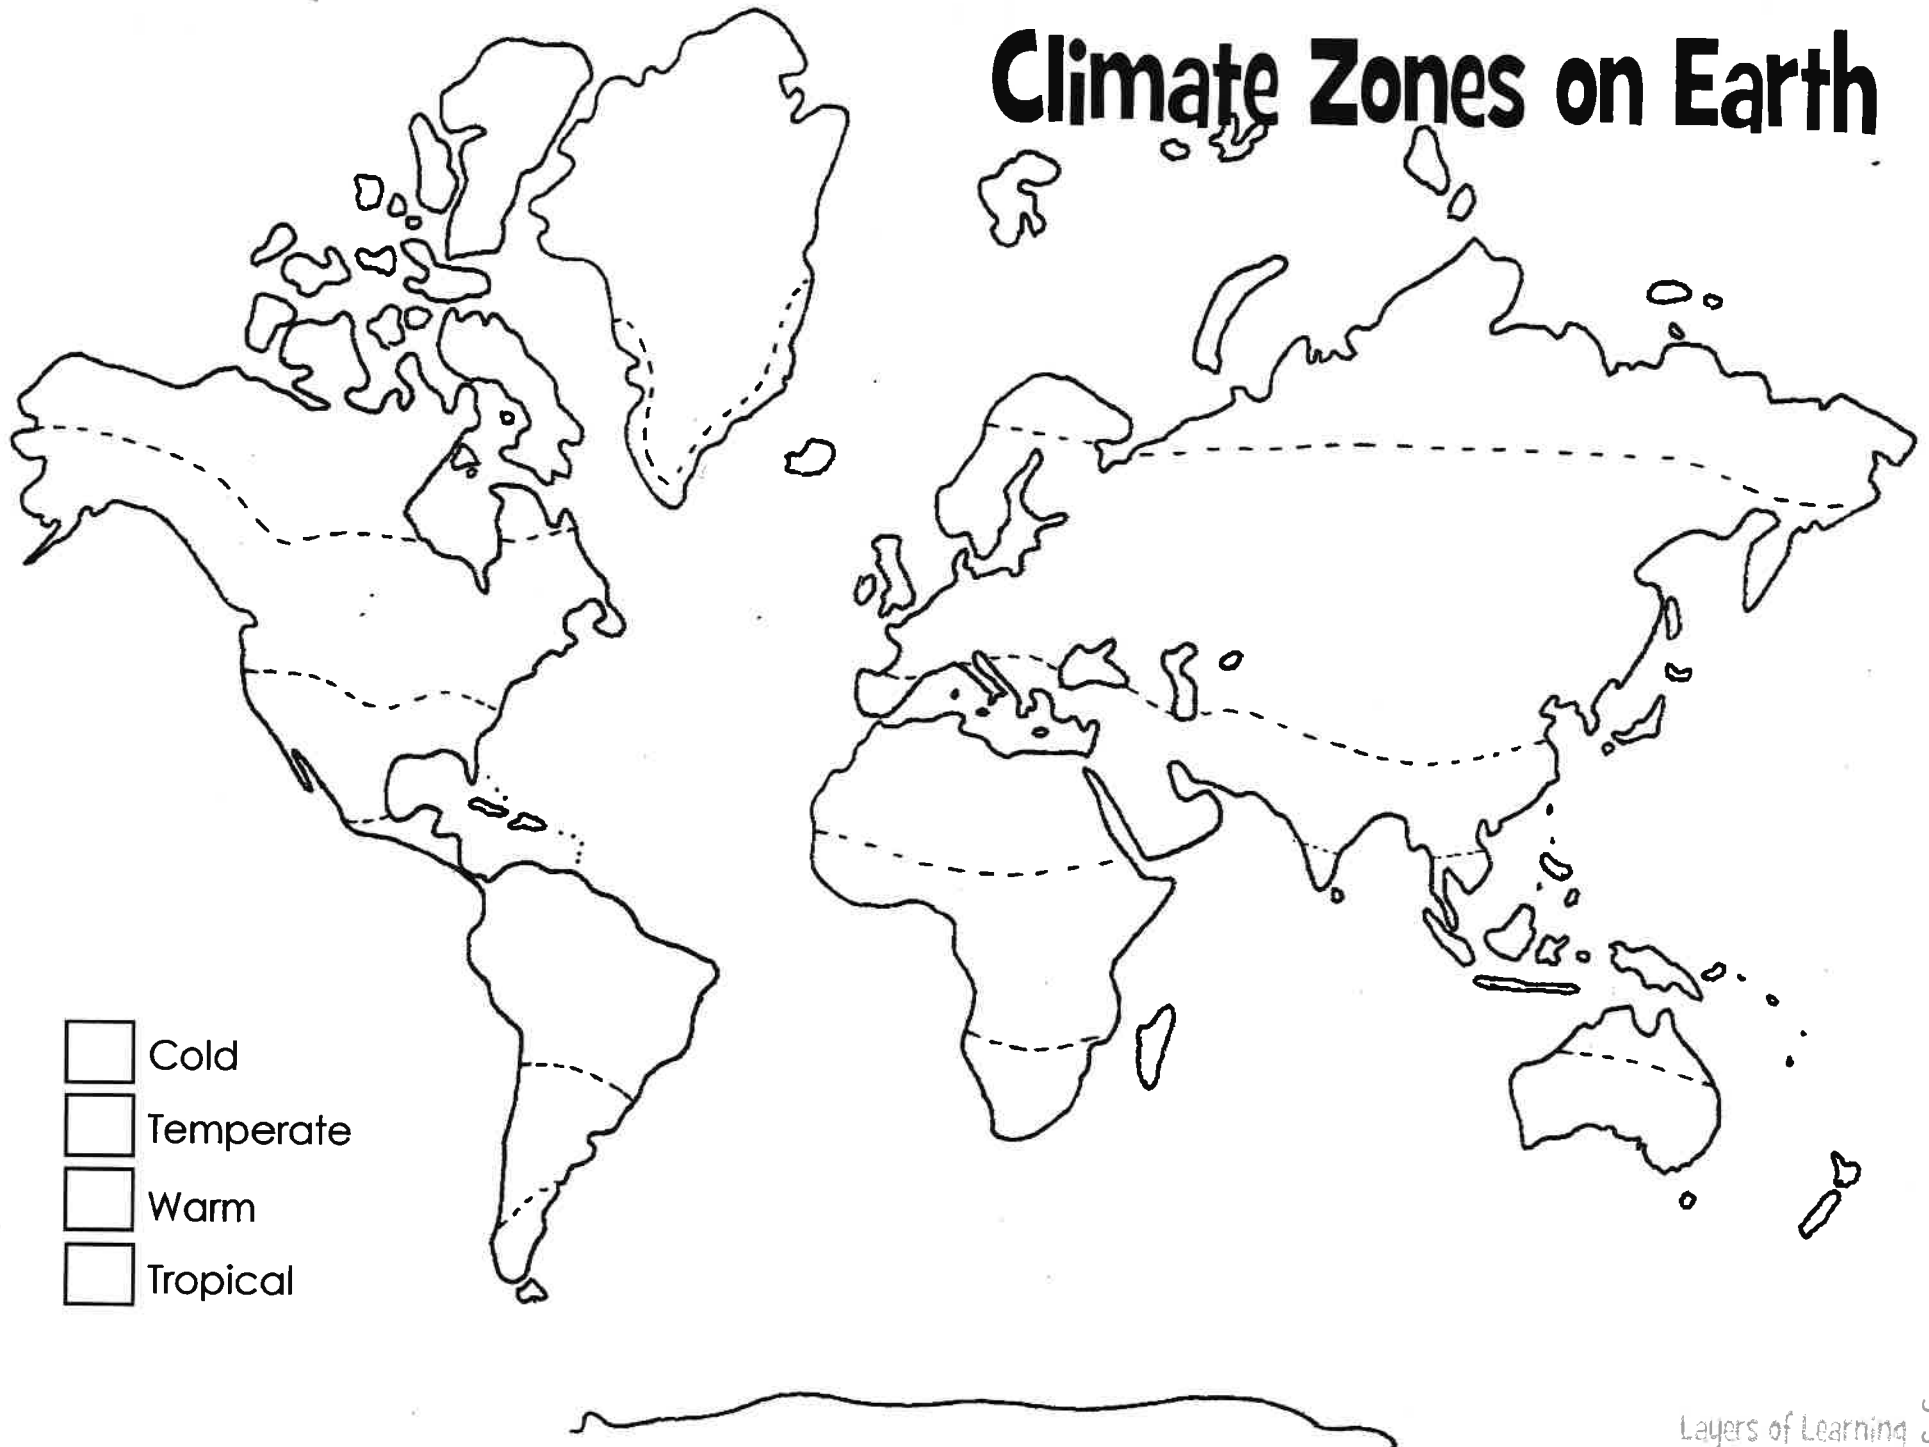 Climate Zones on Earth
Cold
Temperate
Warm
Tropical
Layers of Learning